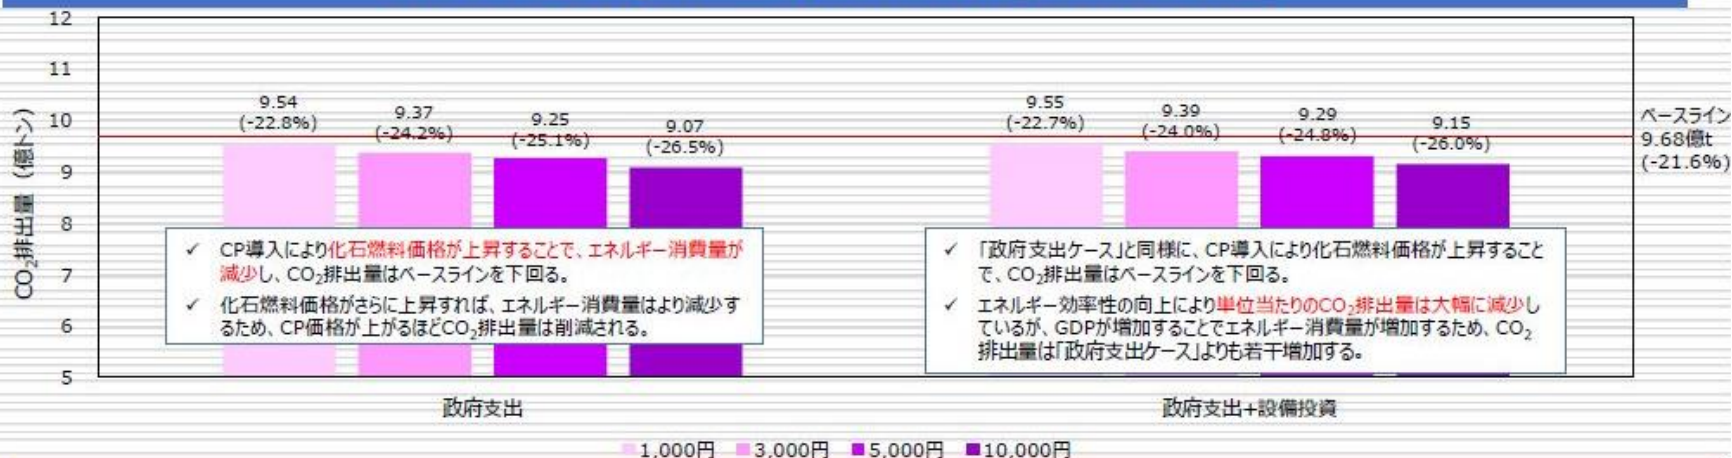 12
11
10
9
8
7
6
5
CO₂排出量 (億トン)
9.54
(-22.8%)
9.37
(-24.2%)
9.25
(-25.1%)
9.07
(-26.5%)
9.55
(-22.7%)
9.39
(-24.0%)
9.29
(-24.8%)
9.15
(-26.0%)
ベースライン
9.68億t
(-21.6%)
✓ CP導入により化石燃料価格が上昇することで、エネルギー消費量が
減少し、CO₂排出量はベースラインを下回る。
✓ 化石燃料価格がさらに上昇すれば、エネルギー消費量はより減少す
るため、CP価格が上がるほどCO₂排出量は削減される。
✓ 「政府支出ケース」と同様に、CP導入により化石燃料価格が上昇すること
で、CO₂排出量はベースラインを下回る。
✓ エネルギー効率性の向上により単位当たりのCO₂排出量は大幅に減少し
ているが、GDPが増加することでエネルギー消費量が増加するため、CO₂
排出量は「政府支出ケース」よりも若干増加する。
政府支出
政府支出+設備投資
1,000円 3,000円 5,000円 10,000円